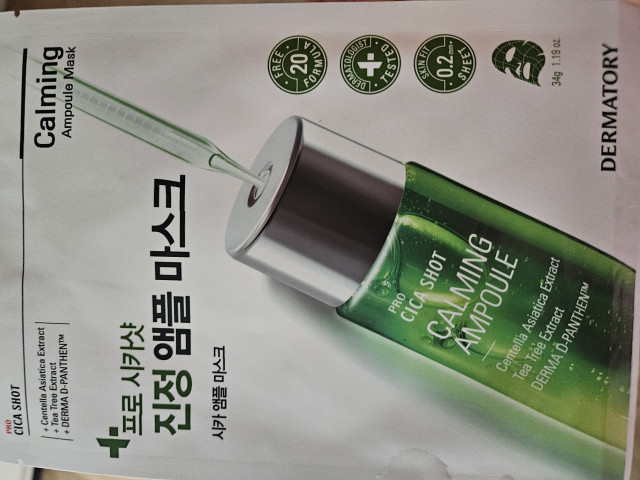 PRO
CICA SHOT
+ Centella Asiatica Extract
+ Tea Tree Extract
+ DERMA D-PANTHEN™
Calming
Ampoule Mask
프로 시카샷
진정 앰플 마스크
시카 앰플 마스크
PRO
CICA SHOT
CALMING
AMPOULE
Centella Asiatica Extract
Tea Tree Extract
DERMA D-PANTHEN™
FREE
20
FORMULA
DERMATOLOGIST
TESTED
SKIN FIT
0.2mm
SHEET
34g 1.19 oz.
DERMATORY